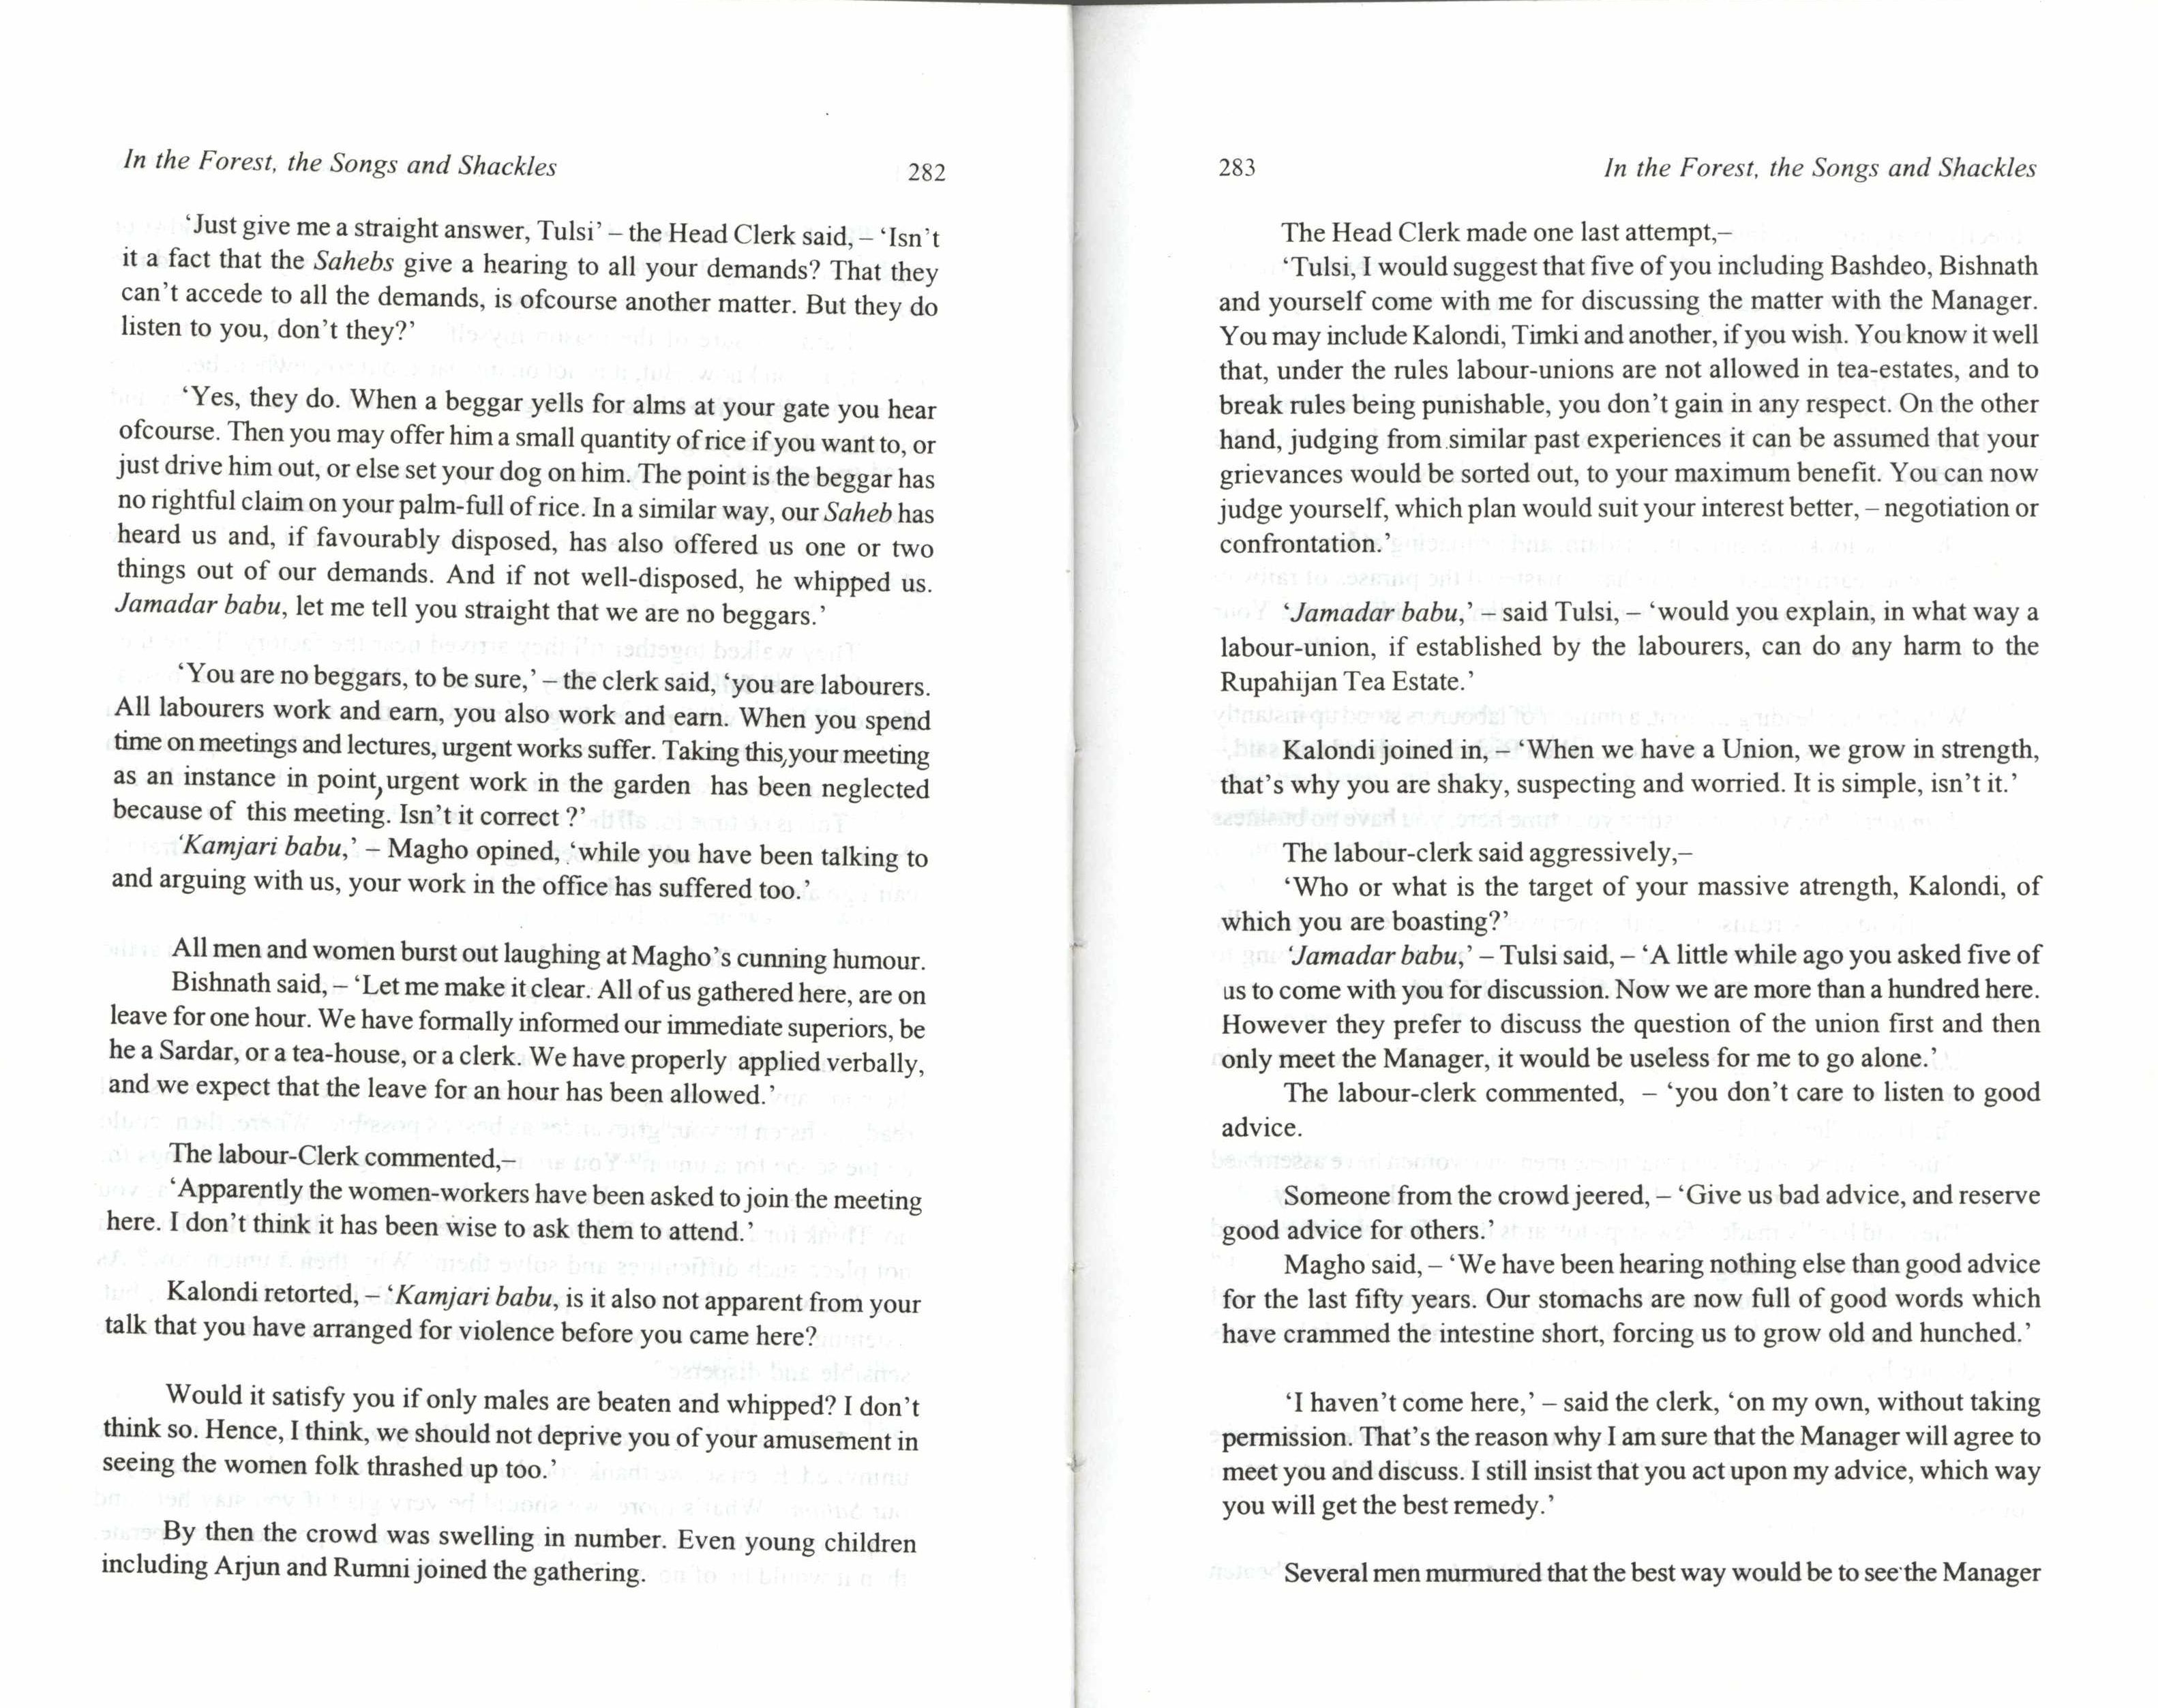 In the Forest, the Songs and Shackles 282
‘Just give me a straight answer, Tulsi’ – the Head Clerk said, – ‘Isn’t
it a fact that the Sahebs give a hearing to all your demands? That they
can’t accede to all the demands, is ofcourse another matter. But they do
listen to you, don’t they?’
‘Yes, they do. When a beggar yells for alms at your gate you hear
ofcourse. Then you may offer him a small quantity of rice if you want to, or
just drive him out, or else set your dog on him. The point is the beggar has
no rightful claim on your palm-full of rice. In a similar way, our Saheb has
heard us and, if favourably disposed, has also offered us one or two
things out of our demands. And if not well-disposed, he whipped us.
Jamadar babu, let me tell you straight that we are no beggars.’
‘You are no beggars, to be sure,’ – the clerk said, ‘you are labourers.
All labourers work and earn, you also work and earn. When you spend
time on meetings and lectures, urgent works suffer. Taking this, your meeting
as an instance in point, urgent work in the garden has been neglected
because of this meeting. Isn’t it correct ?’
‘Kamjari babu,’ – Magho opined, ‘while you have been talking to
and arguing with us, your work in the office has suffered too.’
All men and women burst out laughing at Magho’s cunning humour.
Bishnath said, – ‘Let me make it clear. All of us gathered here, are on
leave for one hour. We have formally informed our immediate superiors, be
he a Sardar, or a tea-house, or a clerk. We have properly applied verbally,
and we expect that the leave for an hour has been allowed.’
The labour-Clerk commented,–
‘Apparently the women-workers have been asked to join the meeting
here. I don’t think it has been wise to ask them to attend.’
Kalondi retorted, – ‘Kamjari babu, is it also not apparent from your
talk that you have arranged for violence before you came here?
Would it satisfy you if only males are beaten and whipped? I don’t
think so. Hence, I think, we should not deprive you of your amusement in
seeing the women folk thrashed up too.’
By then the crowd was swelling in number. Even young children
including Arjun and Rumni joined the gathering.
283 In the Forest, the Songs and Shackles
The Head Clerk made one last attempt,–
‘Tulsi, I would suggest that five of you including Bashdeo, Bishnath
and yourself come with me for discussing the matter with the Manager.
You may include Kalondi, Timki and another, if you wish. You know it well
that, under the rules labour-unions are not allowed in tea-estates, and to
break rules being punishable, you don’t gain in any respect. On the other
hand, judging from similar past experiences it can be assumed that your
grievances would be sorted out, to your maximum benefit. You can now
judge yourself, which plan would suit your interest better, – negotiation or
confrontation.’
‘Jamadar babu,’ – said Tulsi, – ‘would you explain, in what way a
labour-union, if established by the labourers, can do any harm to the
Rupahijan Tea Estate.’
Kalondi joined in, – ‘When we have a Union, we grow in strength,
that’s why you are shaky, suspecting and worried. It is simple, isn’t it.’
The labour-clerk said aggressively,–
‘Who or what is the target of your massive atrength, Kalondi, of
which you are boasting?’
‘Jamadar babu,’ – Tulsi said, – ‘A little while ago you asked five of
us to come with you for discussion. Now we are more than a hundred here.
However they prefer to discuss the question of the union first and then
only meet the Manager, it would be useless for me to go alone.’
The labour-clerk commented, – ‘you don’t care to listen to good
advice.
Someone from the crowd jeered, – ‘Give us bad advice, and reserve
good advice for others.’
Magho said, – ‘We have been hearing nothing else than good advice
for the last fifty years. Our stomachs are now full of good words which
have crammed the intestine short, forcing us to grow old and hunched.’
‘I haven’t come here,’ – said the clerk, ‘on my own, without taking
permission. That’s the reason why I am sure that the Manager will agree to
meet you and discuss. I still insist that you act upon my advice, which way
you will get the best remedy.’
Several men murmured that the best way would be to see the Manager